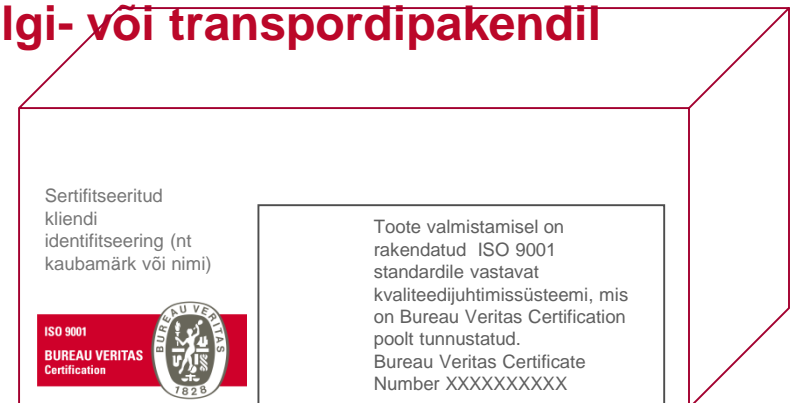 lgi- või transpordipakendil
Sertifitseeritud
kliendi
identifitseering (nt
kaubamärk või nimi)
ISO 9001
BUREAU VERITAS
Certification
BUREAU VERITAS
1828
Toote valmistamisel on
rakendatud ISO 9001
standardile vastavat
kvaliteedijuhtimissüsteemi, mis
on Bureau Veritas Certification
poolt tunnustatud.
Bureau Veritas Certificate
Number XXXXXXXXXX